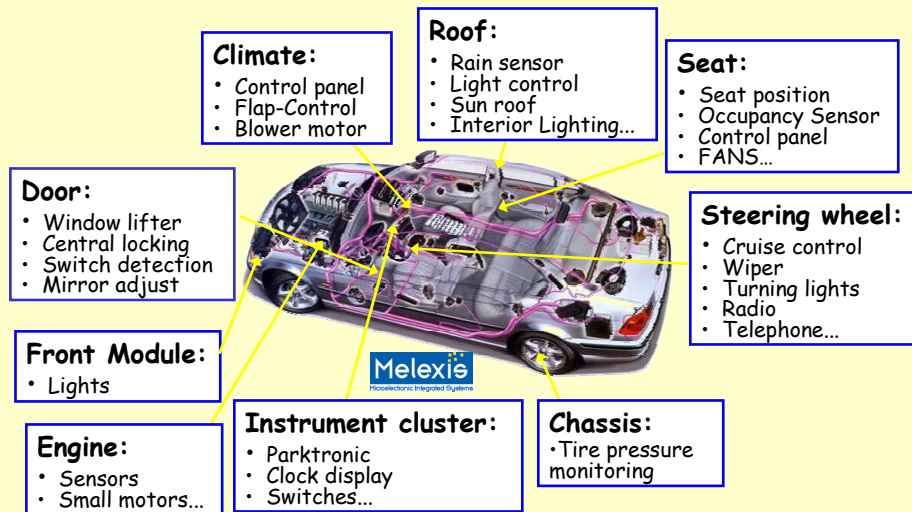 Climate:
• Control panel
• Flap-Control
• Blower motor
Roof:
• Rain sensor
• Light control
• Sun roof
• Interior Lighting...
Seat:
• Seat position
• Occupancy Sensor
• Control panel
• FANS...
Door:
• Window lifter
• Central locking
• Switch detection
• Mirror adjust
Steering wheel:
• Cruise control
• Wiper
• Turning lights
• Radio
• Telephone...
Front Module:
• Lights
Melexis
Microelectronic Integrated Systems
Engine:
• Sensors
• Small motors...
Instrument cluster:
• Parktronic
• Clock display
• Switches...
Chassis:
•Tire pressure
monitoring